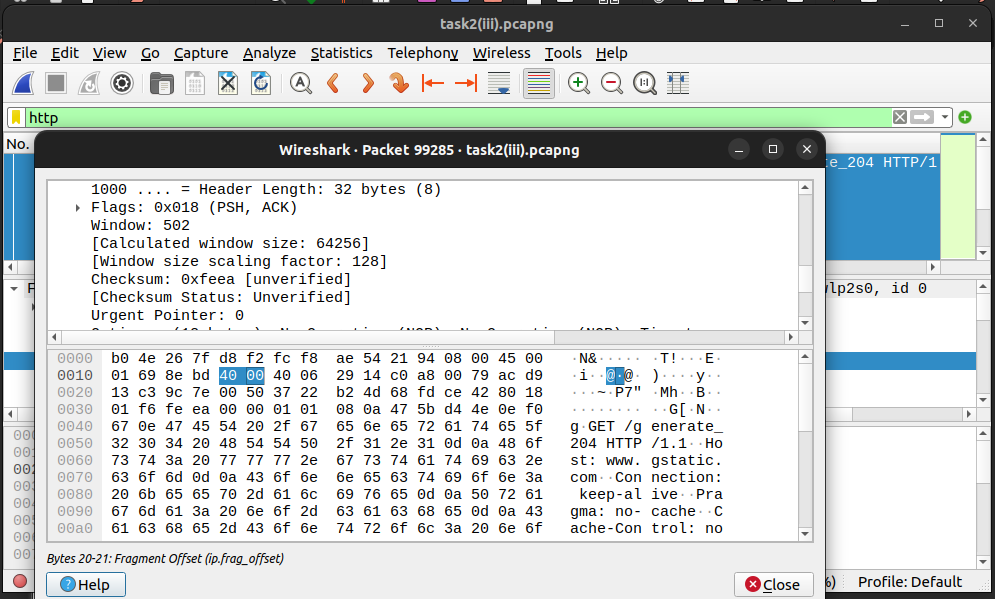 task2(iii).pcapng
File Edit View Go Capture Analyze Statistics Telephony Wireless Tools Help
http
No.
te_204 HTTP/1
Wireshark · Packet 99285 · task2(iii).pcapng
1000 .... = Header Length: 32 bytes (8)
Flags: 0x018 (PSH, ACK)
Window: 502
[Calculated window size: 64256]
[Window size scaling factor: 128]
Checksum: 0xfeea [unverified]
[Checksum Status: Unverified]
Urgent Pointer: 0
wlp2s0, id 0
0000 b0 4e 26 7f d8 f2 fc f8 ae 54 21 94 08 00 45 00 ·N&····· ·T!···E·
0010 01 69 8e bd 40 00 40 06 29 14 c0 a8 00 79 ac d9 ·i··@·@· )····y··
0020 13 c3 9c 7e 00 50 37 22 b2 4d 68 fd ce 42 80 18 ···~·P7" ·Mh··B··
0030 01 f6 fe ea 00 00 01 01 08 0a 47 5b d4 4e 0e f0 ········ ··G[·N··
0040 67 0e 47 45 54 20 2f 67 65 6e 65 72 61 74 65 5f g·GET /g enerate_
0050 32 30 34 20 48 54 54 50 2f 31 2e 31 0d 0a 48 6f 204 HTTP /1.1··Ho
0060 73 74 3a 20 77 77 77 2e 67 73 74 61 74 69 63 2e st: www. gstatic.
0070 63 6f 6d 0d 0a 43 6f 6e 6e 65 63 74 69 6f 6e 3a com··Con nection:
0080 20 6b 65 65 70 2d 61 6c 69 76 65 0d 0a 50 72 61 keep-al ive··Pra
0090 67 6d 61 3a 20 6e 6f 2d 63 61 63 68 65 0d 0a 43 gma: no- cache··C
00a0 61 63 68 65 2d 43 6f 6e 74 72 6f 6c 3a 20 6e 6f ache-Con trol: no
Bytes 20-21: Fragment Offset (ip.frag_offset)
Help
Close
%)
Profile: Default